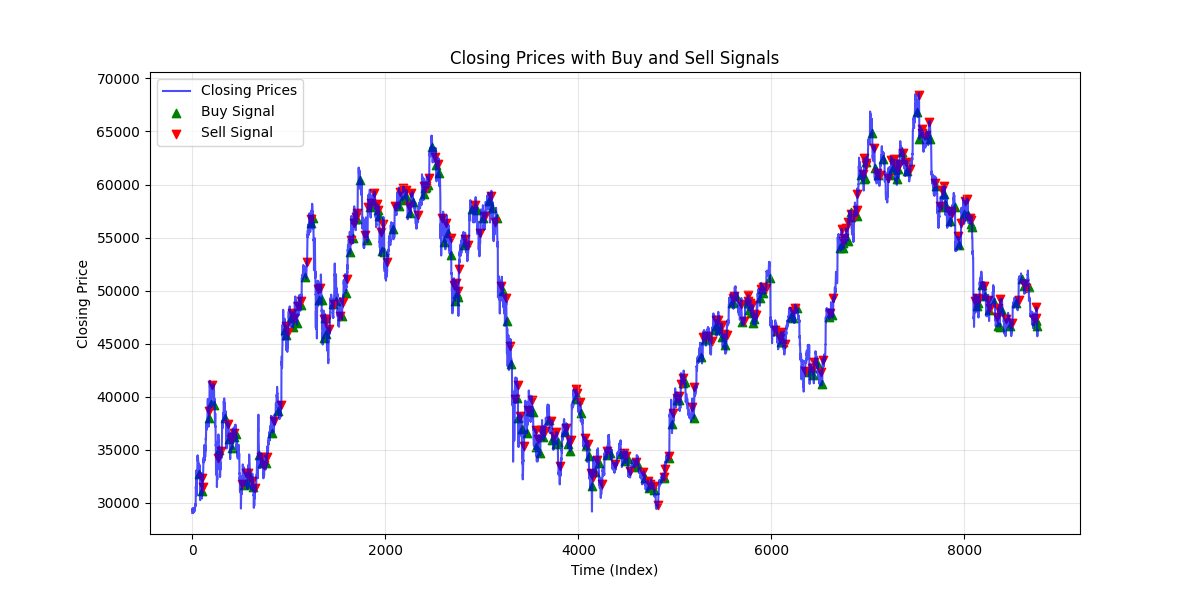 Closing Prices with Buy and Sell Signals
Closing Prices
Buy Signal
Sell Signal
Closing Price
70000
65000
60000
55000
50000
45000
40000
35000
30000
0 2000 4000 6000 8000
Time (Index)